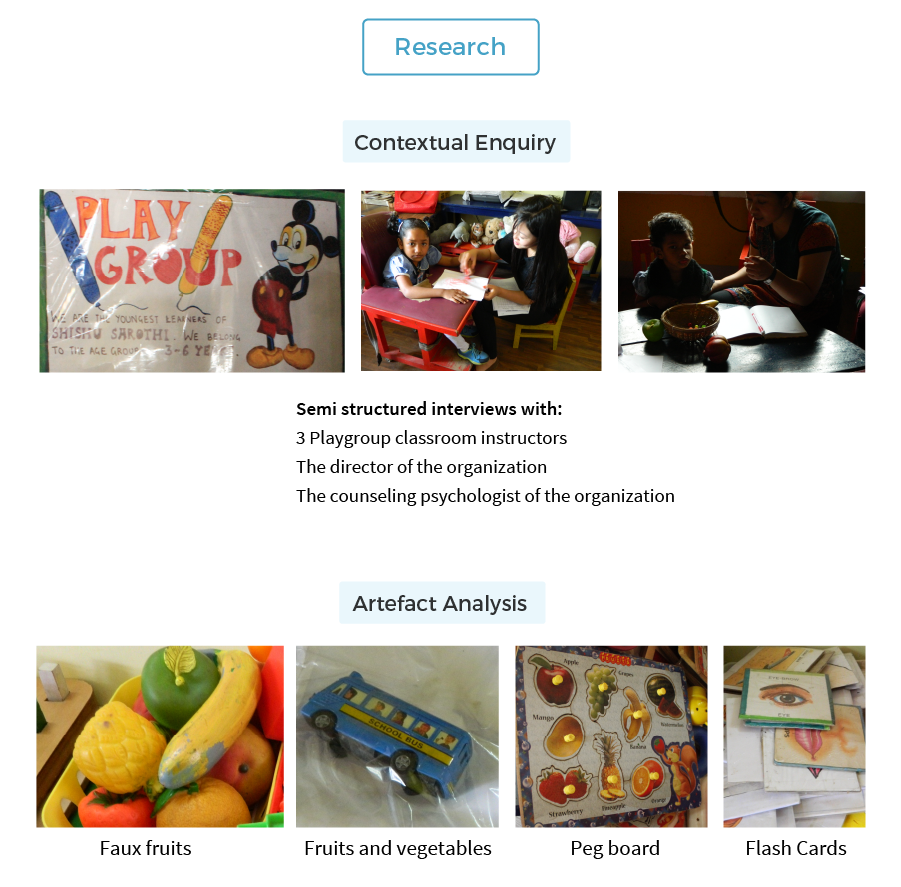 Research
Contextual Enquiry
PLAY
GROUP
WE ARE THE YOUNGEST LEARNERS OF
SHISHU SAROTHI. WE BELONG
TO THE AGE GROUP 3-6 YEARS.
Semi structured interviews with:
3 Playgroup classroom instructors
The director of the organization
The counseling psychologist of the organization
Artefact Analysis
SCHOOL BUS
Apple
Grapes
Watermelon
Mango
Banana
Strawberry
Pineapple
Orange
EYE
Faux fruits
Fruits and vegetables
Peg board
Flash Cards